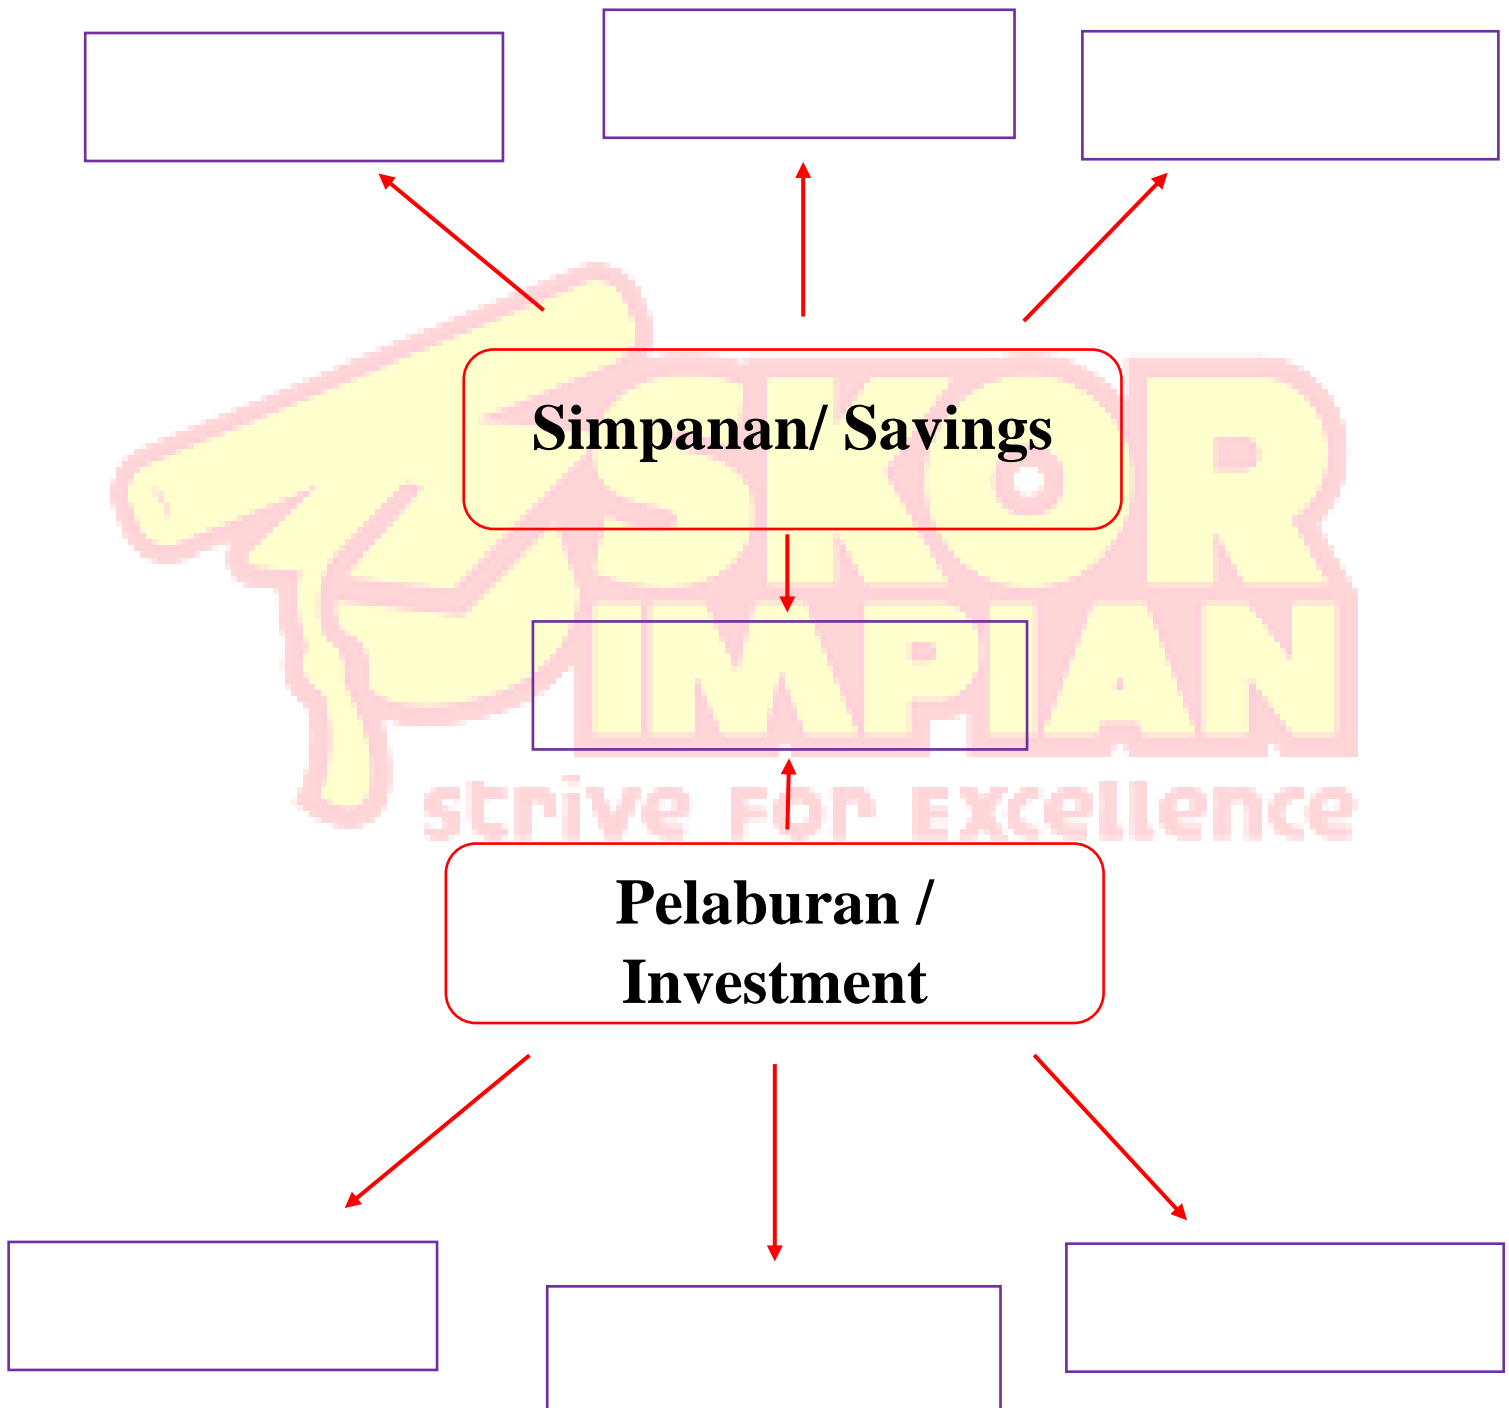 Simpanan/ Savings
SKOR
IMPIAN
strive FOR Excellence
Pelaburan /
Investment